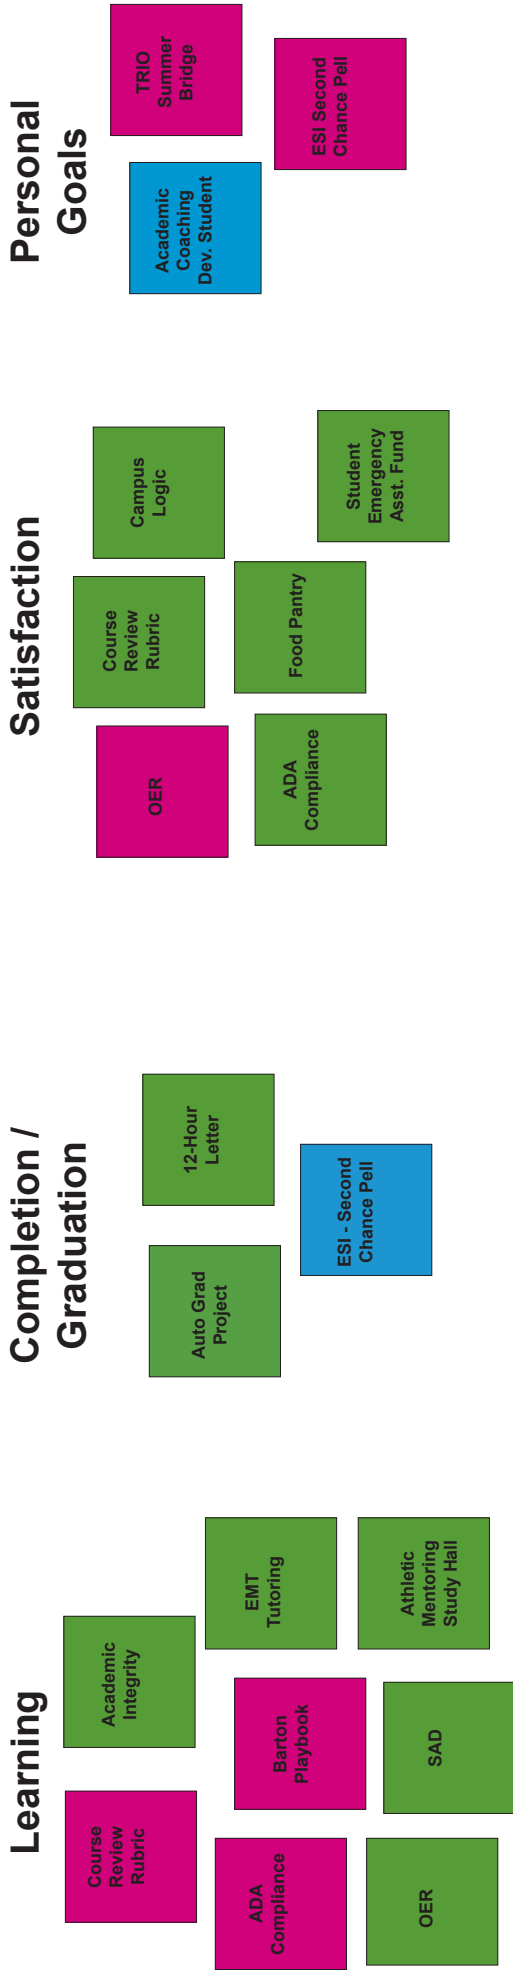 Learning
Course
Review
Rubric
Academic
Integrity
ADA
Compliance
Barton
Playbook
EMT
Tutoring
OER
SAD
Athletic
Mentoring
Study Hall
Completion /
Graduation
Auto Grad
Project
12-Hour
Letter
ESI - Second
Chance Pell
Satisfaction
OER
Course
Review
Rubric
Campus
Logic
ADA
Compliance
Food Pantry
Student
Emergency
Asst. Fund
Personal
Goals
Academic
Coaching
Dev. Student
TRIO
Summer
Bridge
ESI Second
Chance Pell